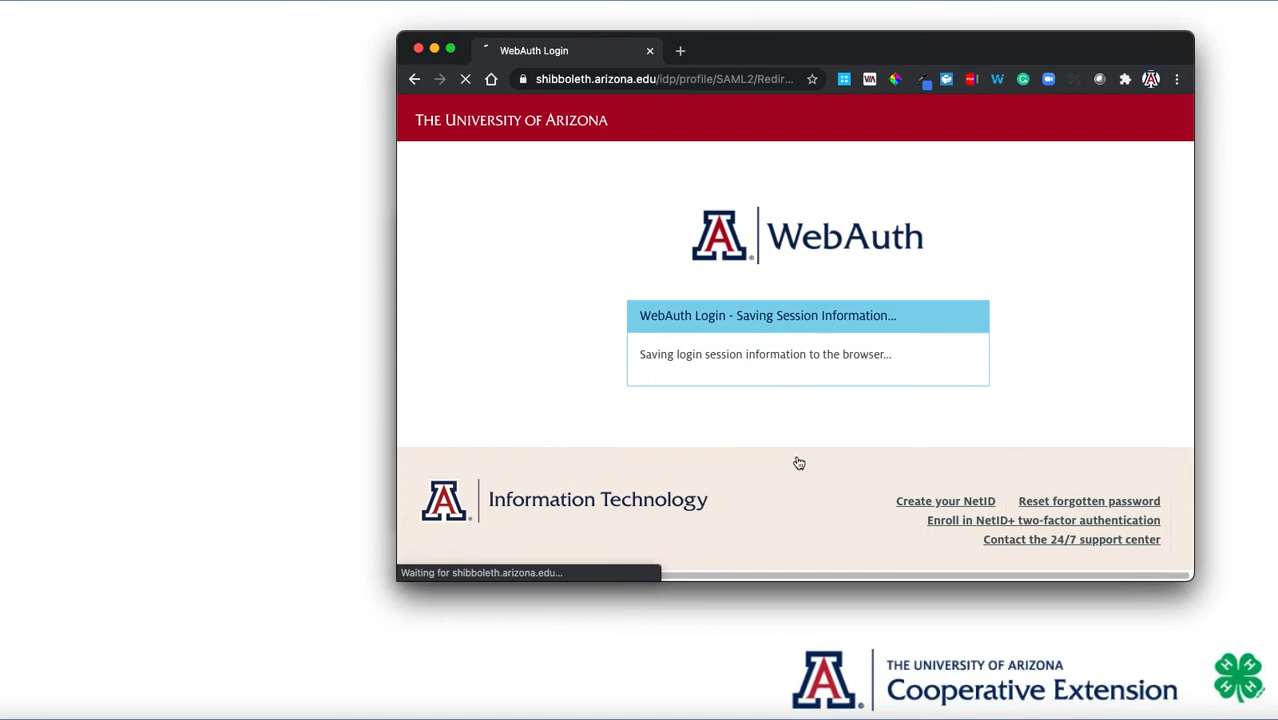 WebAuth Login
shibboleth.arizona.edu/idp/profile/SAML2/Redir...
THE UNIVERSITY OF ARIZONA
A WebAuth
WebAuth Login - Saving Session Information...
Saving login session information to the browser...
A Information Technology
Create your NetID Reset forgotten password
Enroll in NetID+ two-factor authentication
Contact the 24/7 support center
Waiting for shibboleth.arizona.edu...
THE UNIVERSITY OF ARIZONA
A Cooperative Extension
H H H H